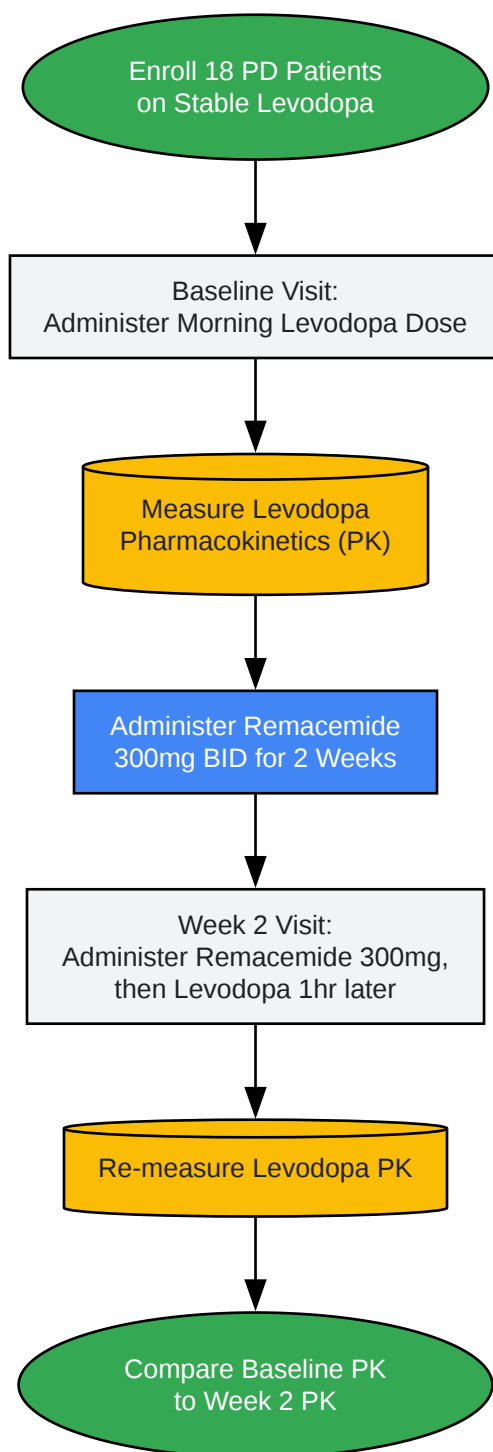 Enroll 18 PD Patients
on Stable Levodopa
Baseline Visit:
Administer Morning Levodopa Dose
Measure Levodopa
Pharmacokinetics (PK)
Administer Remacemide
300mg BID for 2 Weeks
Week 2 Visit:
Administer Remacemide 300mg,
then Levodopa 1hr later
Re-measure Levodopa PK
Compare Baseline PK
to Week 2 PK